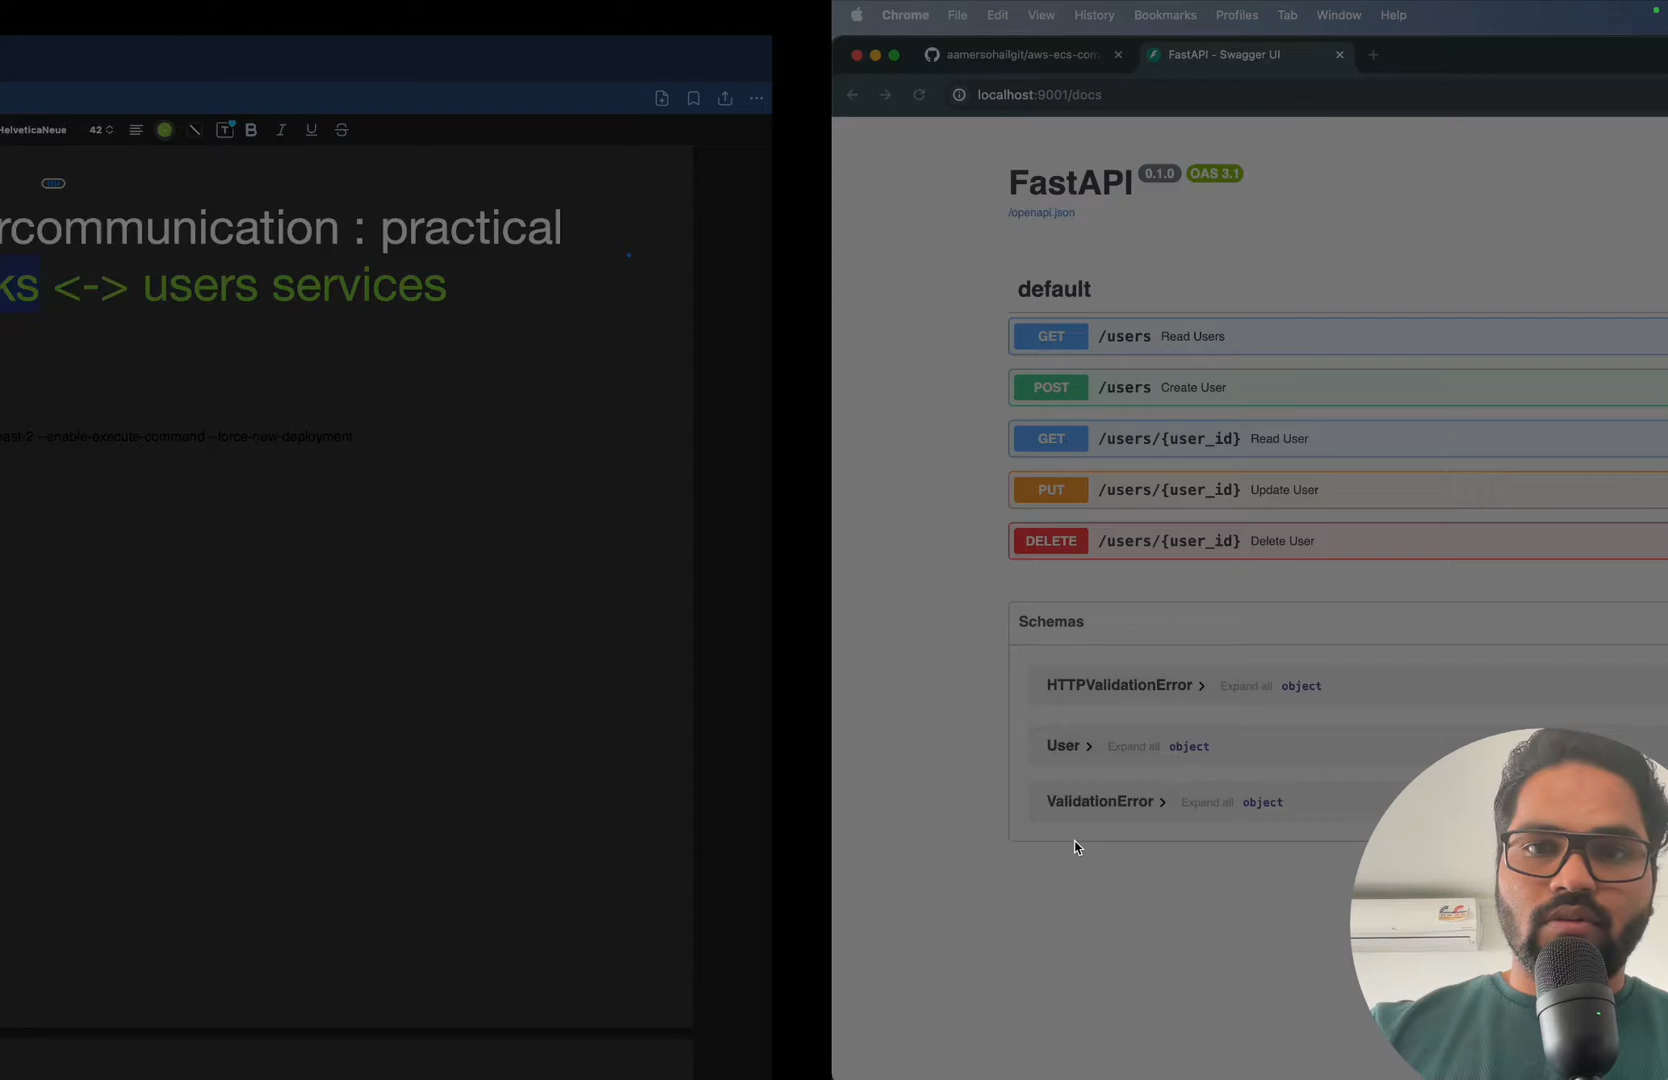 Chrome File Edit View History Bookmarks Profiles Tab Window Help
aamersohailgit/aws-ecs-com
FastAPI - Swagger UI
localhost:9001/docs
HelveticaNeue 42 B I U S
rcommunication : practical
ks <-> users services
east-2 --enable-execute-command --force-new-deployment
FastAPI 0.1.0 OAS 3.1
/openapi.json
default
GET /users Read Users
POST /users Create User
GET /users/{user_id} Read User
PUT /users/{user_id} Update User
DELETE /users/{user_id} Delete User
Schemas
HTTPValidationError > Expand all object
User > Expand all object
ValidationError > Expand all object